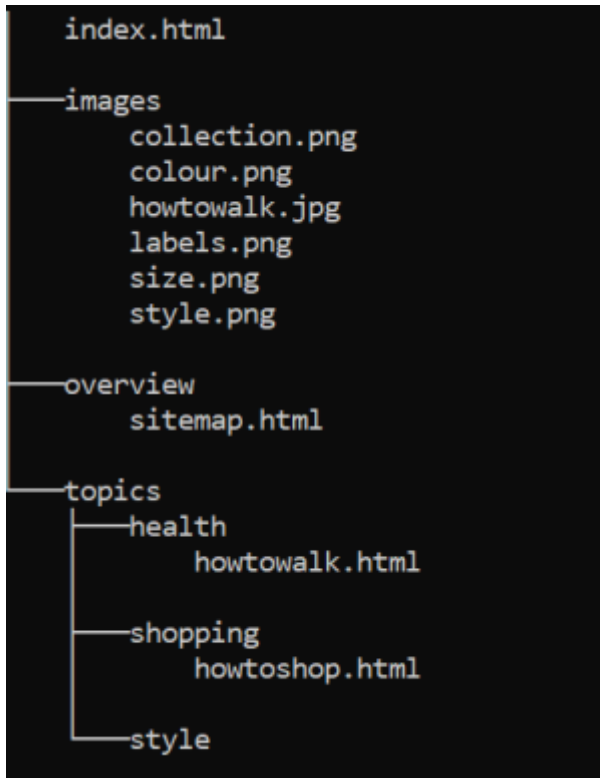 index.html
images
collection.png
colour.png
howtowalk.jpg
labels.png
size.png
style.png
overview
sitemap.html
topics
health
howtowalk.html
shopping
howtoshop.html
style